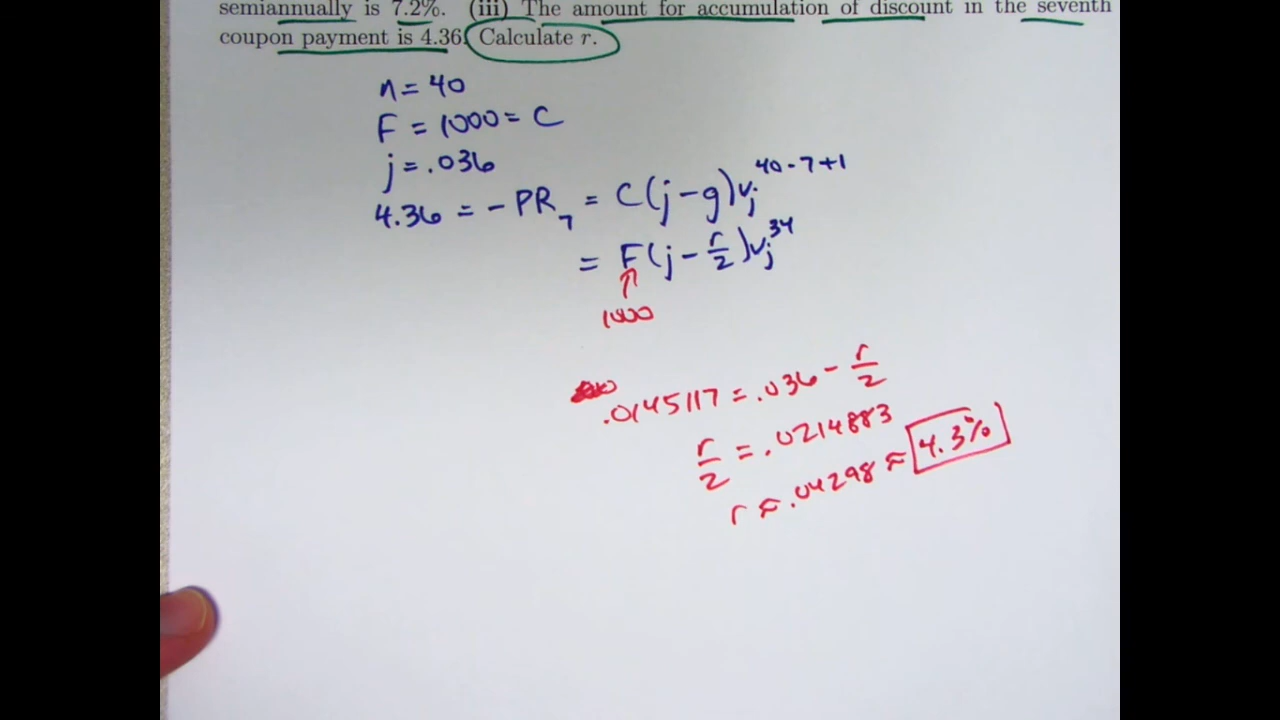 semiannually is 7.2%. (iii) The amount for accumulation of discount in the seventh
coupon payment is 4.36. Calculate r.
n = 40
F = 1000 = C
j = .036
4.36 = - PR₇ = C(j - g)vⱼ⁴⁰⁻⁷⁺¹
= F(j - r/2)vⱼ³⁴
↑
1000
.0145117 = .036 - r/2
r/2 = .0214883
r ≈ .04298 ≈ 4.3%